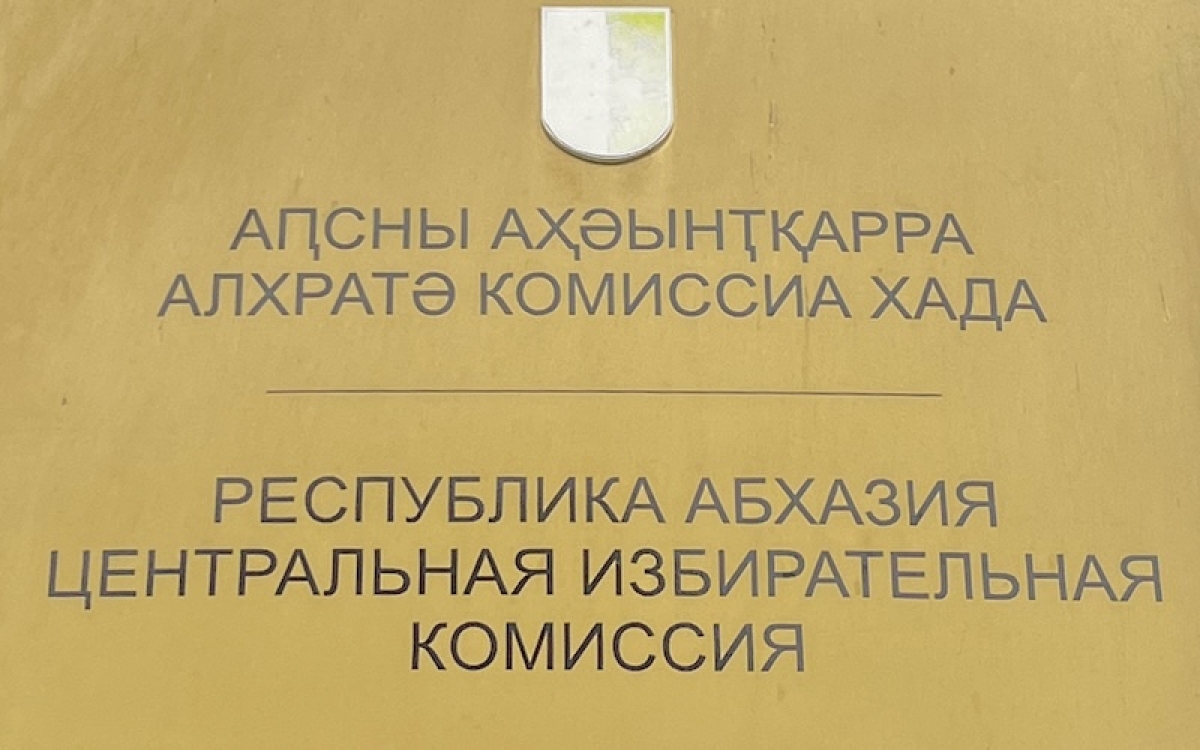 АԤСНЫ АҲӘЫНҬҚАРРА
АЛХРАТӘ КОМИССИА ХАДА
РЕСПУБЛИКА АБХАЗИЯ
ЦЕНТРАЛЬНАЯ ИЗБИРАТЕЛЬНАЯ
КОМИССИЯ